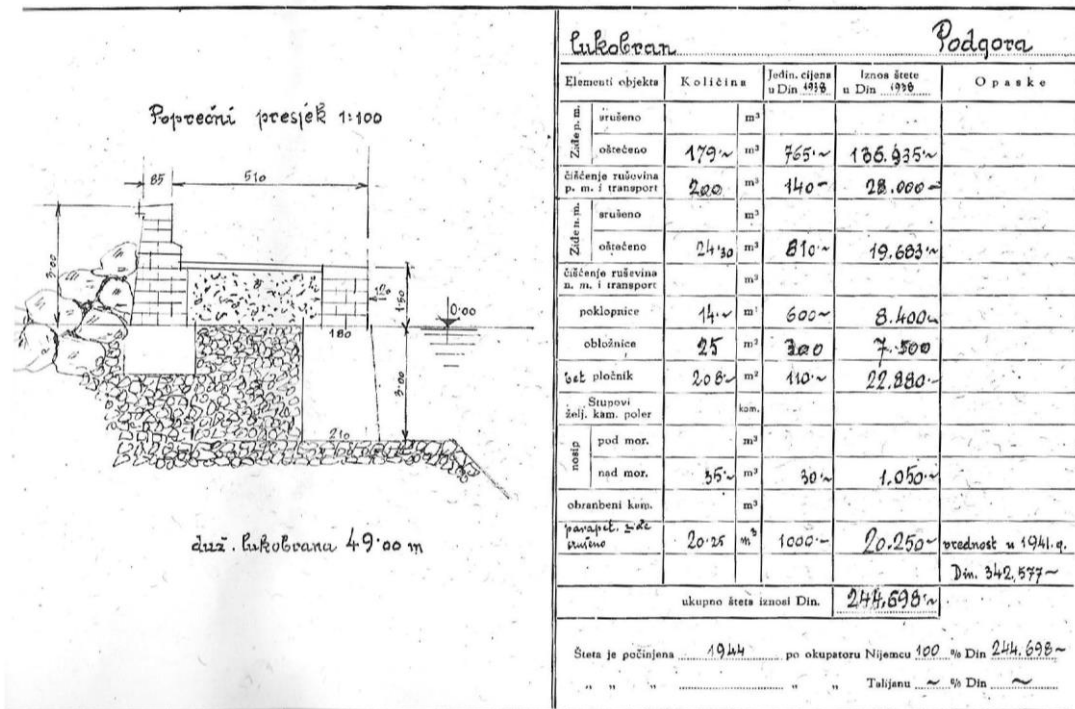 Poprečni presjek 1:100
85
510
3.00
1.50
0.00
180
3.00
210
duž. lukobrana 49.00 m
lukobran Podgora
Elementi objekta Količina Jedin. cijena u Din 1938 Iznos štete u Din 1938 Opaske
Ziđe p. m. srušeno m³
oštećeno 179.~ m³ 765.~ 136.935.~
čišćenje ruševina p. m. i transport 200 m³ 140.~ 28.000.~
Ziđe n. m. srušeno m³
oštećeno 24.30 m³ 810.~ 19.683.~
čišćenje ruševina n. m. i transport m³
poklopnice 14.~ m¹ 600.~ 8.400.~
obložnice 25 m² 300 7.500
bet pločnik 208.~ m² 110.~ 22.880.~
Stupovi želj. kam. poler kom.
nosip pod mor. m³
nad mor. 35.~ m³ 30.~ 1.050.~
obranbeni kam. m³
parapet. ziđe srušeno 20.25 m³ 1000.~ 20.250~ vrednost u 1941.g.
Din. 342.577~
ukupno šteta iznosi Din. 244.698.~
Šteta je počinjena 1944 po okupatoru Nijemcu 100 % Din 244.698~
" " " " " Talijanu ~ % Din ~